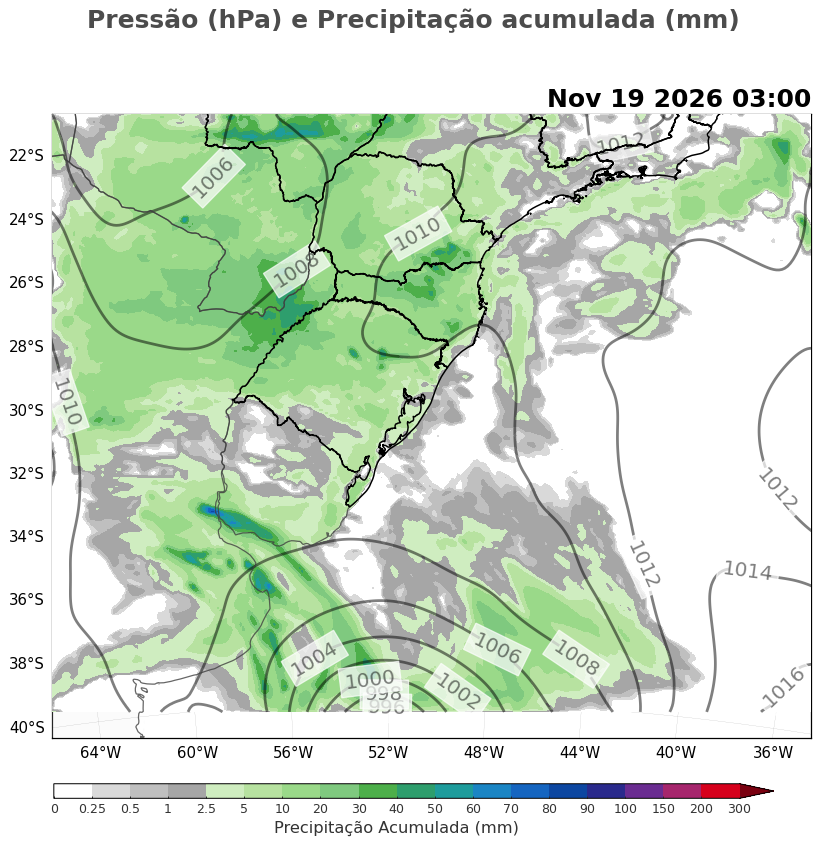 Pressão (hPa) e Precipitação acumulada (mm)
Nov 19 2026 03:00
1012
22°S
1006
24°S
1010
26°S
1008
28°S
30°S
1010
32°S
1012
34°S
1012
1014
36°S
1004
1006
1008
38°S
1000
998
1002
1016
996
40°S
64°W 60°W 56°W 52°W 48°W 44°W 40°W 36°W
0 0.25 0.5 1 2.5 5 10 20 30 40 50 60 70 80 90 100 150 200 300
Precipitação Acumulada (mm)